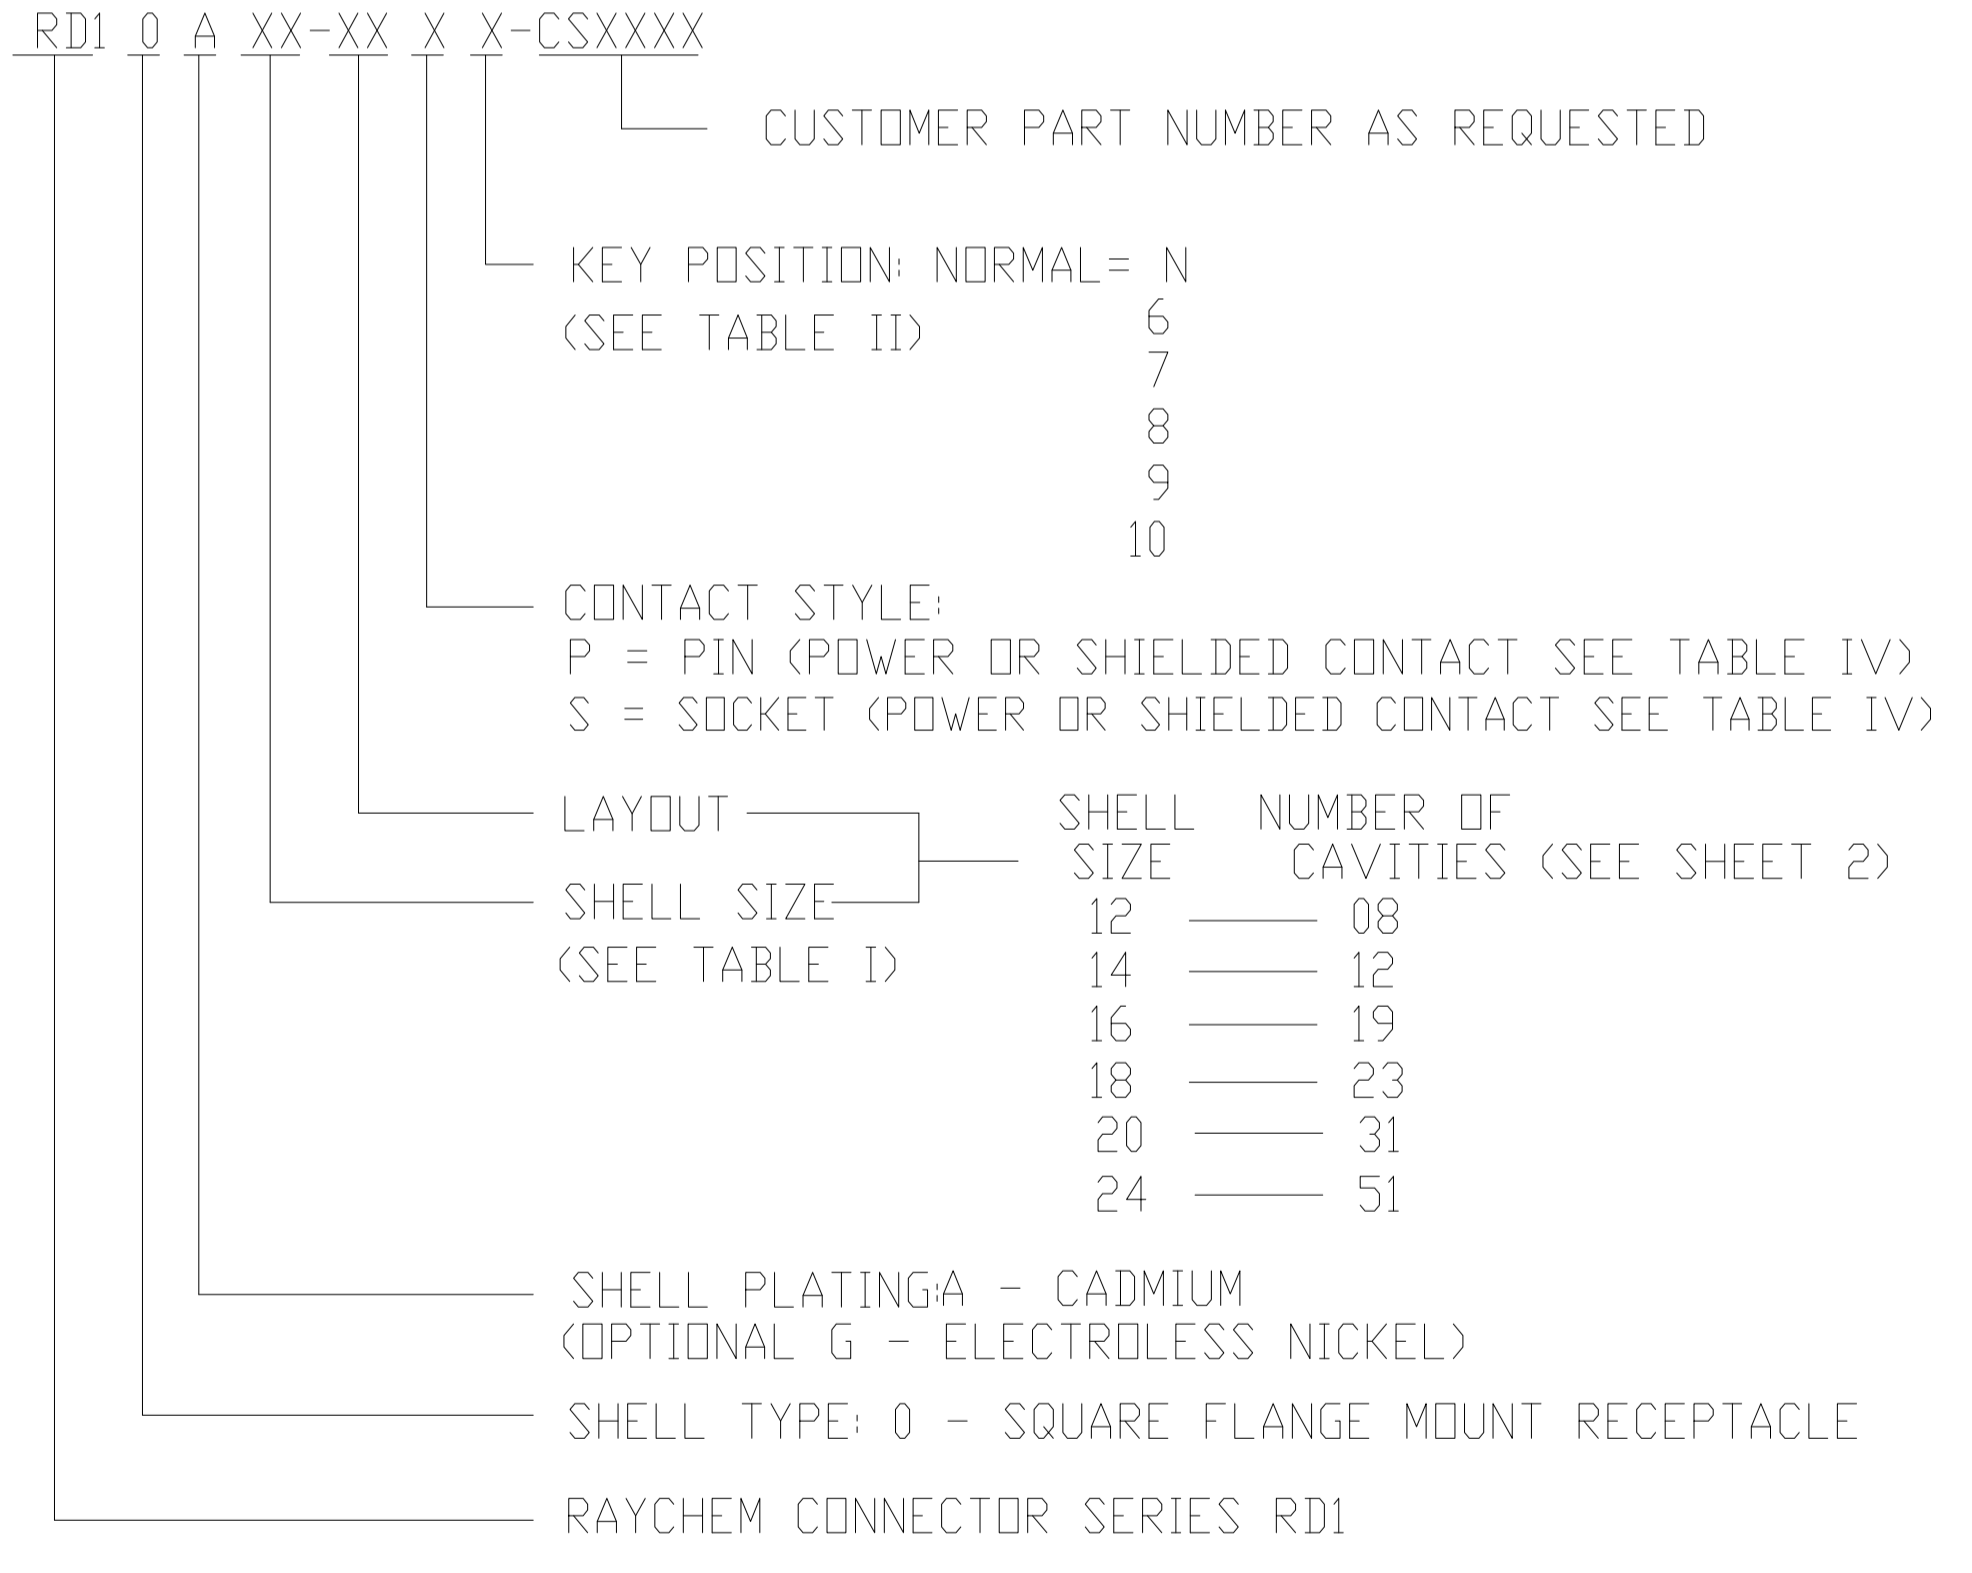 RD1 0 A XX-XX X X-CSXXXX
CUSTOMER PART NUMBER AS REQUESTED
KEY POSITION: NORMAL= N
(SEE TABLE II)
6
7
8
9
10
CONTACT STYLE:
P = PIN (POWER OR SHIELDED CONTACT SEE TABLE IV)
S = SOCKET (POWER OR SHIELDED CONTACT SEE TABLE IV)
LAYOUT
SHELL SIZE
(SEE TABLE I)
SHELL NUMBER OF
SIZE CAVITIES (SEE SHEET 2)
12 08
14 12
16 19
18 23
20 31
24 51
SHELL PLATING:A - CADMIUM
(OPTIONAL G - ELECTROLESS NICKEL)
SHELL TYPE: 0 - SQUARE FLANGE MOUNT RECEPTACLE
RAYCHEM CONNECTOR SERIES RD1